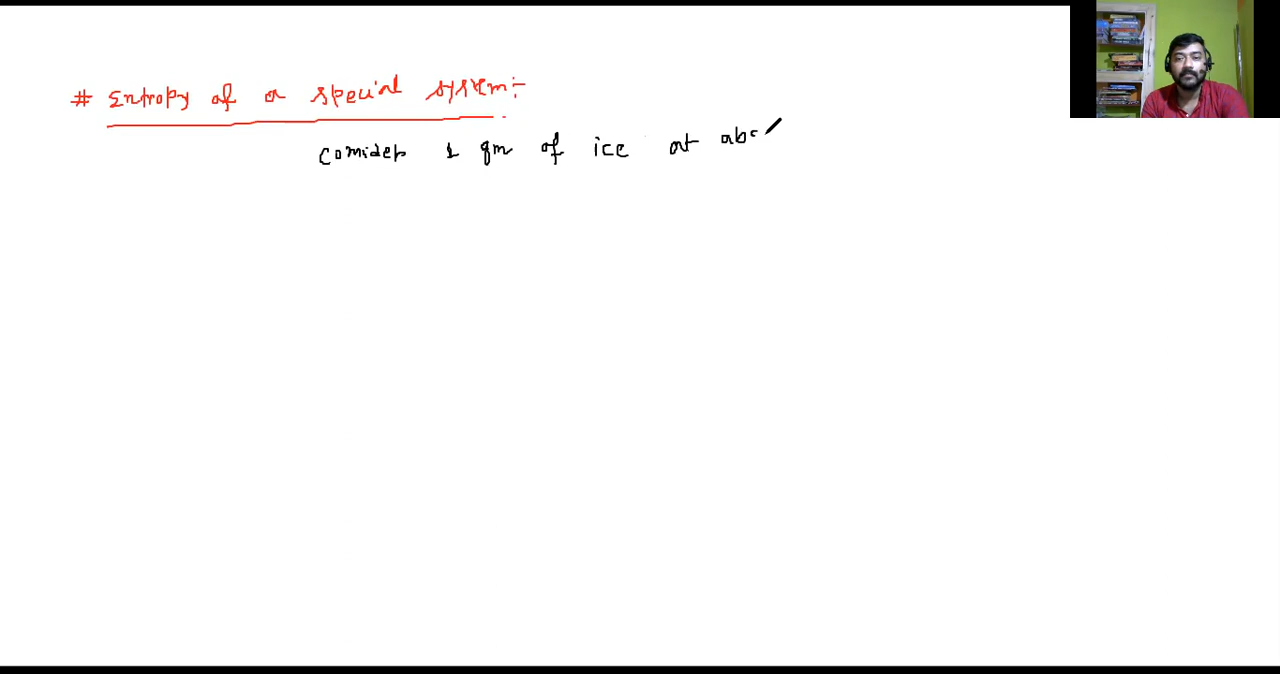 # Entropy of a special system:-
Consider 1 gm of ice at abs